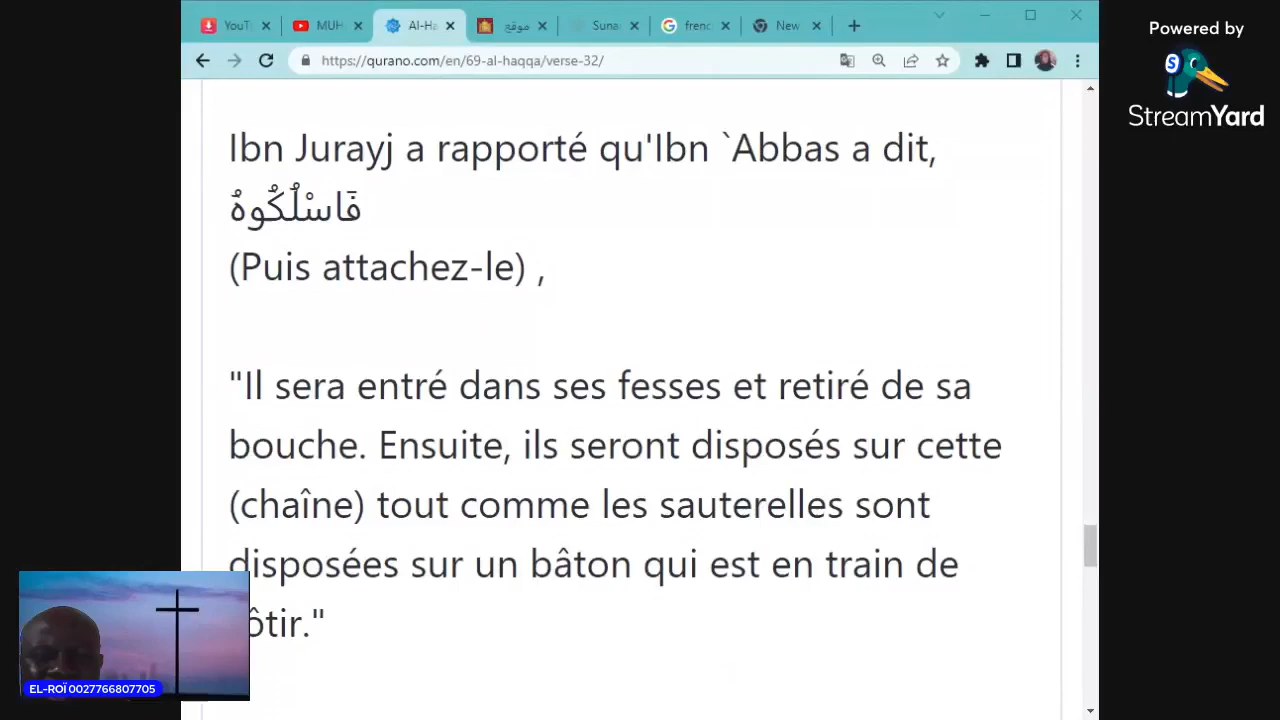 Powered by
StreamYard
YouT
MUH
Al-Ha
موقع
Suna
frenc
New
https://qurano.com/en/69-al-haqqa/verse-32/
Ibn Jurayj a rapporté qu'Ibn `Abbas a dit,
فَاسْلُكُوهُ
(Puis attachez-le) ,
"Il sera entré dans ses fesses et retiré de sa
bouche. Ensuite, ils seront disposés sur cette
(chaîne) tout comme les sauterelles sont
disposées sur un bâton qui est en train de
ôtir."
EL-ROÏ 0027766807705